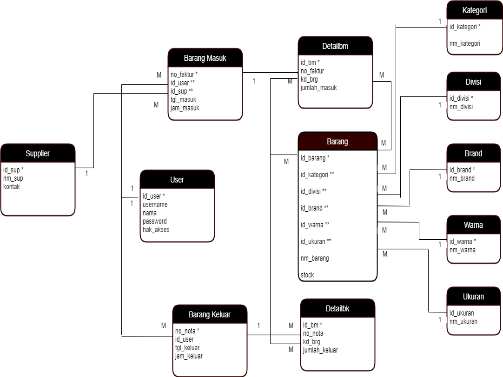 Kategori
id_kategori *
nm_kategori
Divisi
id_divisi *
nm_divisi
Brand
id_brand *
nm_brand
Warna
id_warna *
nm_warna
Ukuran
id_ukuran
nm_ukuran
Barang Masuk
no_faktur *
id_user **
id_sup **
tgl_masuk
jam_masuk
Detailbm
id_bm *
no_faktur
kd_brg
jumlah_masuk
Barang
id_barang *
id_kategori **
id_divisi **
id_brand **
id_warna **
id_ukuran **
nm_barang
stock
Supplier
id_sup *
nm_sup
kontak
User
id_user *
username
nama
password
hak_akses
Barang Keluar
no_nota *
id_user
tgl_keluar
jam_keluar
Detailbk
id_bm *
no_nota
kd_brg
jumlah_keluar
1
1
1
1
1
M
M
1
M
M
M
M
M
M
M
1
1
1
M
1
M
M